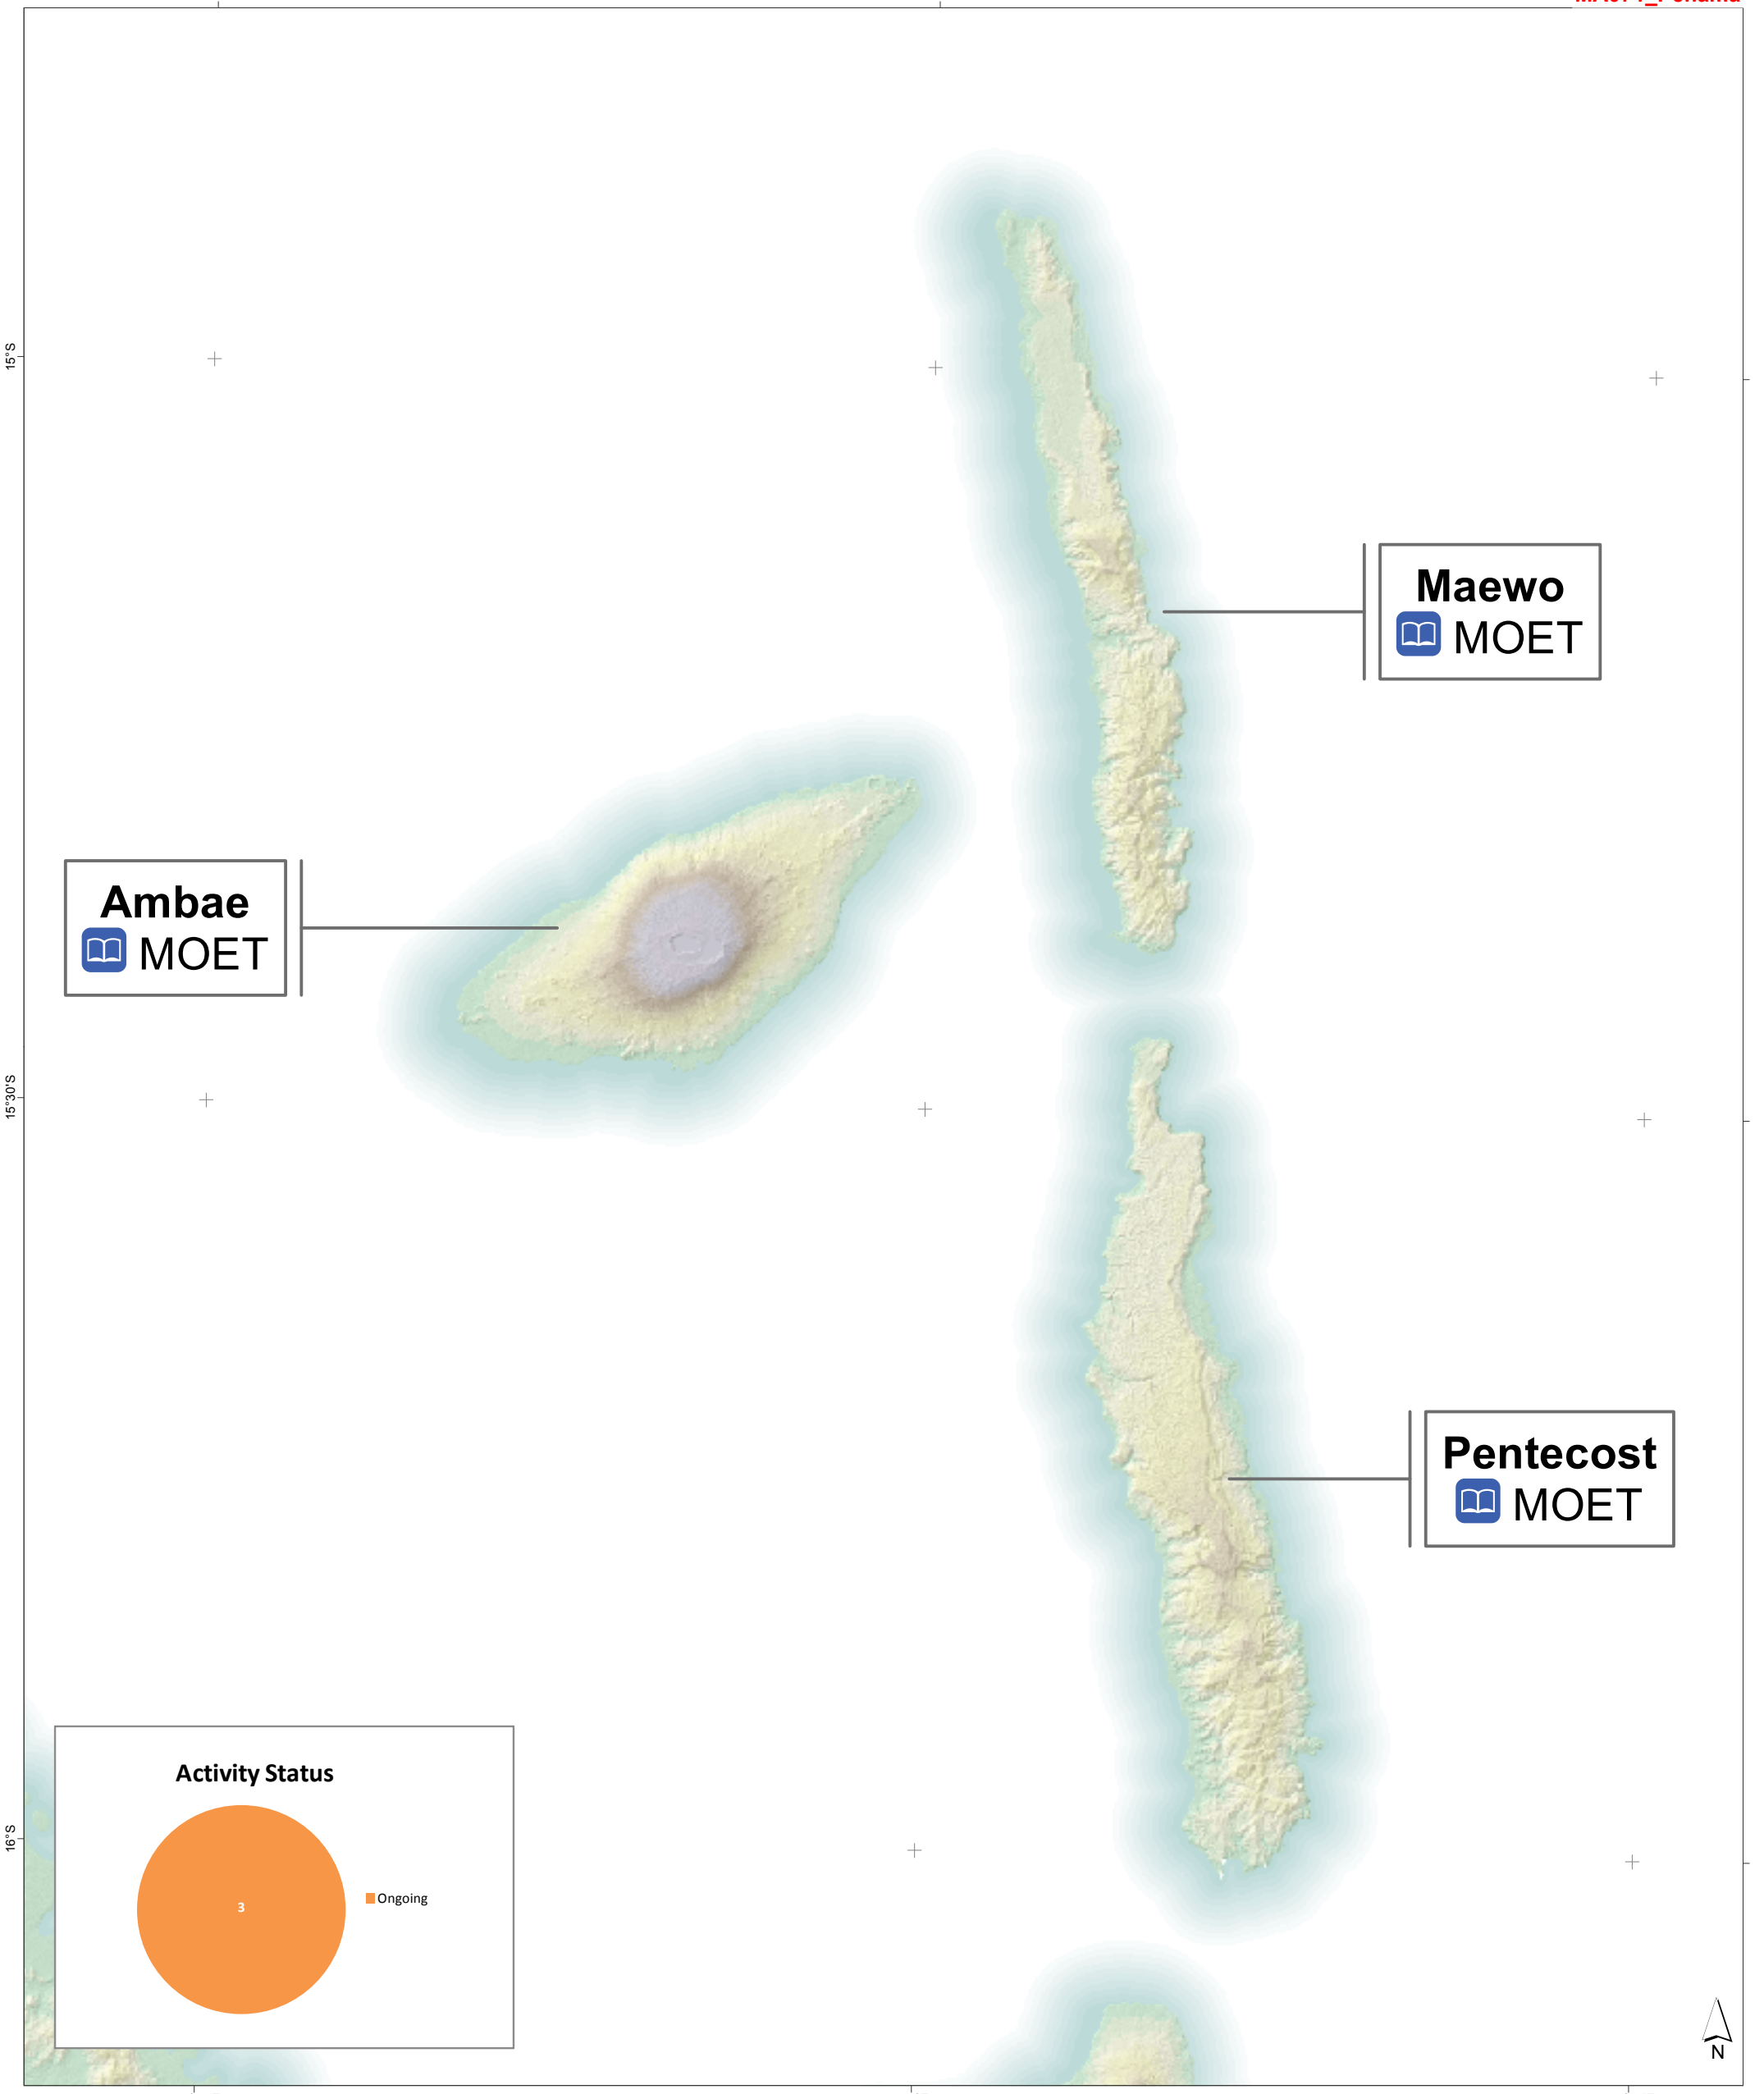 15°S
Maewo
MOET
Ambae
MOET
15°30'S
Pentecost
MOET
Activity Status
3
Ongoing
16°S
N